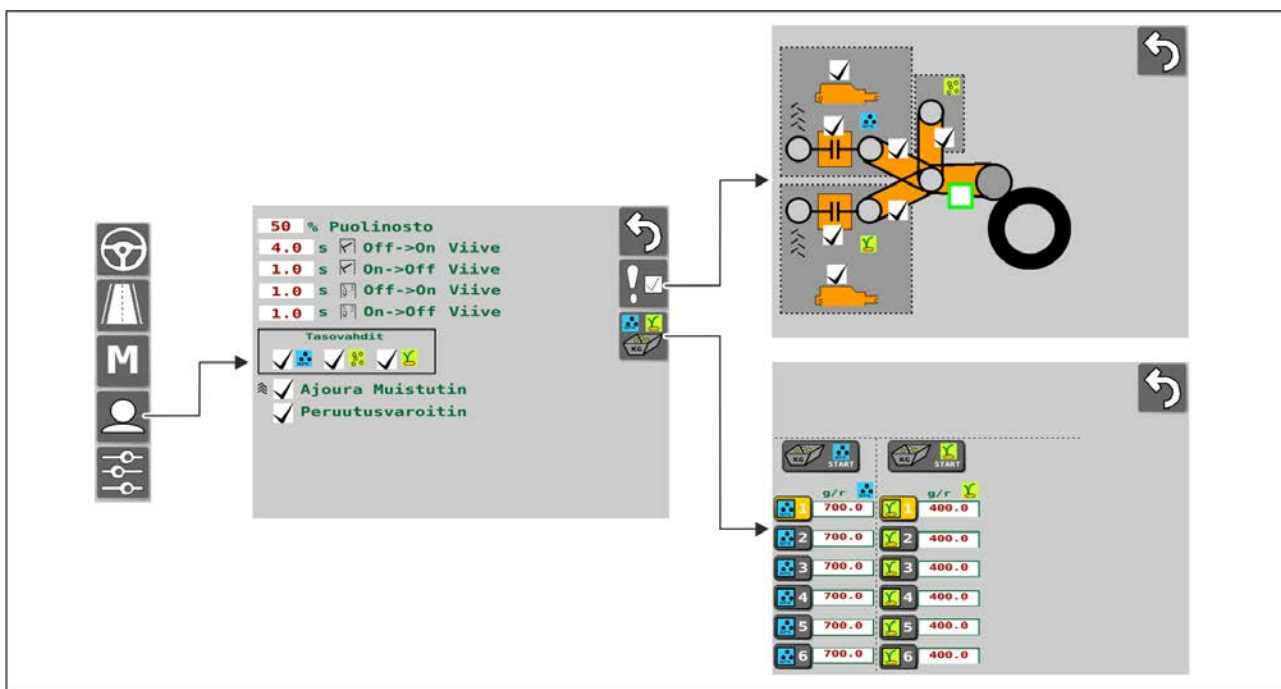 M
50 % Puolinosto
4.0 s Off->On Viive
1.0 s On->Off Viive
1.0 s Off->On Viive
1.0 s On->Off Viive
Tasovahdit
Ajoura Muistutin
Peruutusvaroitin
KG
KG START
KG START
g/r
g/r
1 700.0 1 400.0
2 700.0 2 400.0
3 700.0 3 400.0
4 700.0 4 400.0
5 700.0 5 400.0
6 700.0 6 400.0